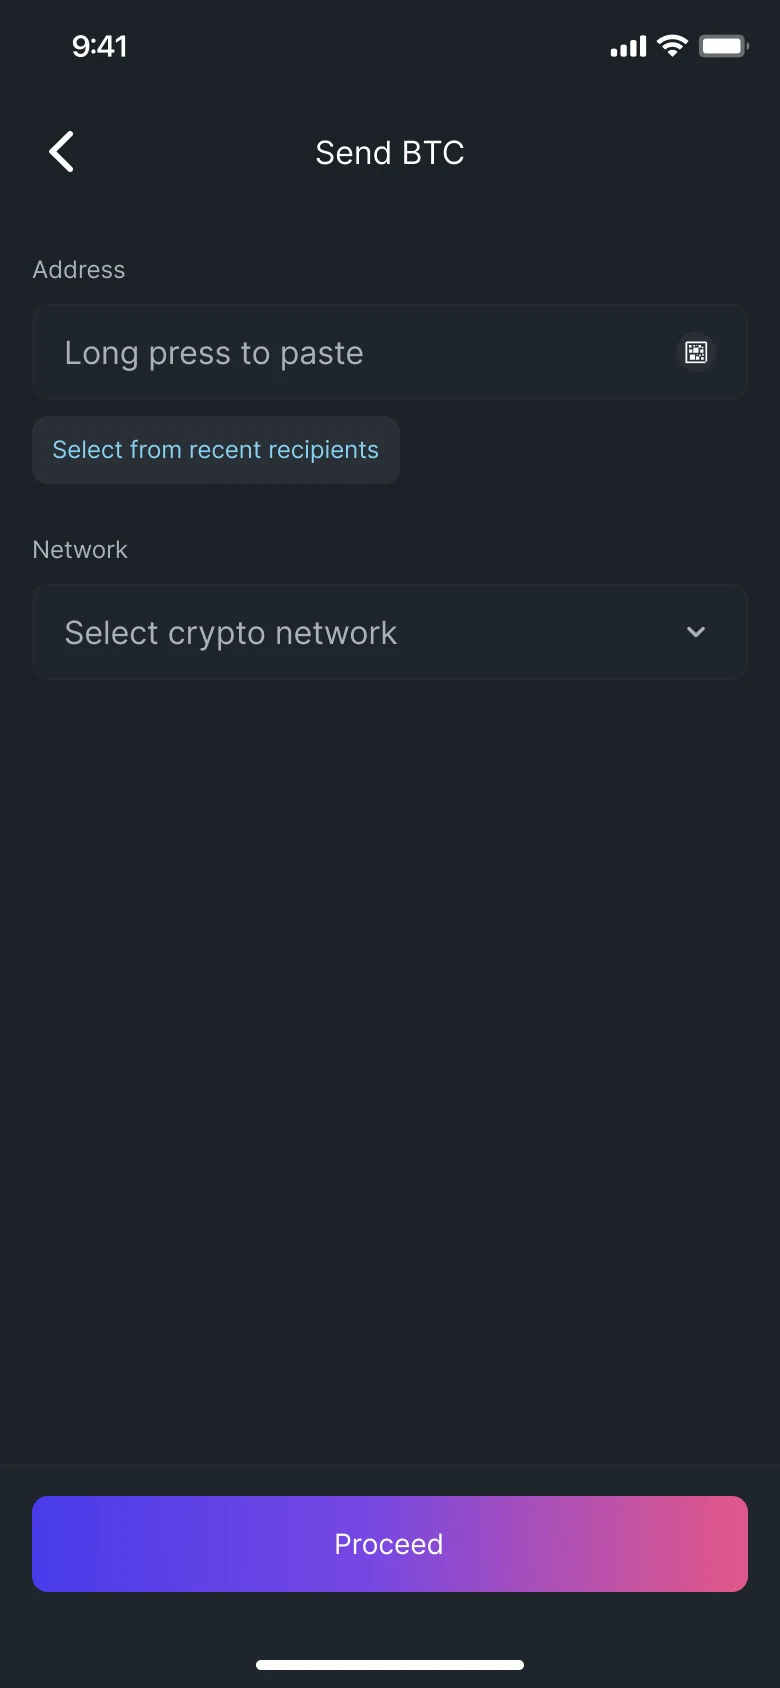 9:41
Send BTC
Address
Long press to paste
Select from recent recipients
Network
Select crypto network
Proceed